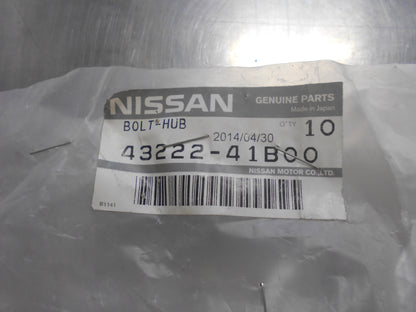 NISSAN GENUINE PARTS
Made in Japan
BOLT-HUB Q'TY 10
2014/04/30
43222-41B00
NISSAN MOTOR CO.,LTD.
B1141